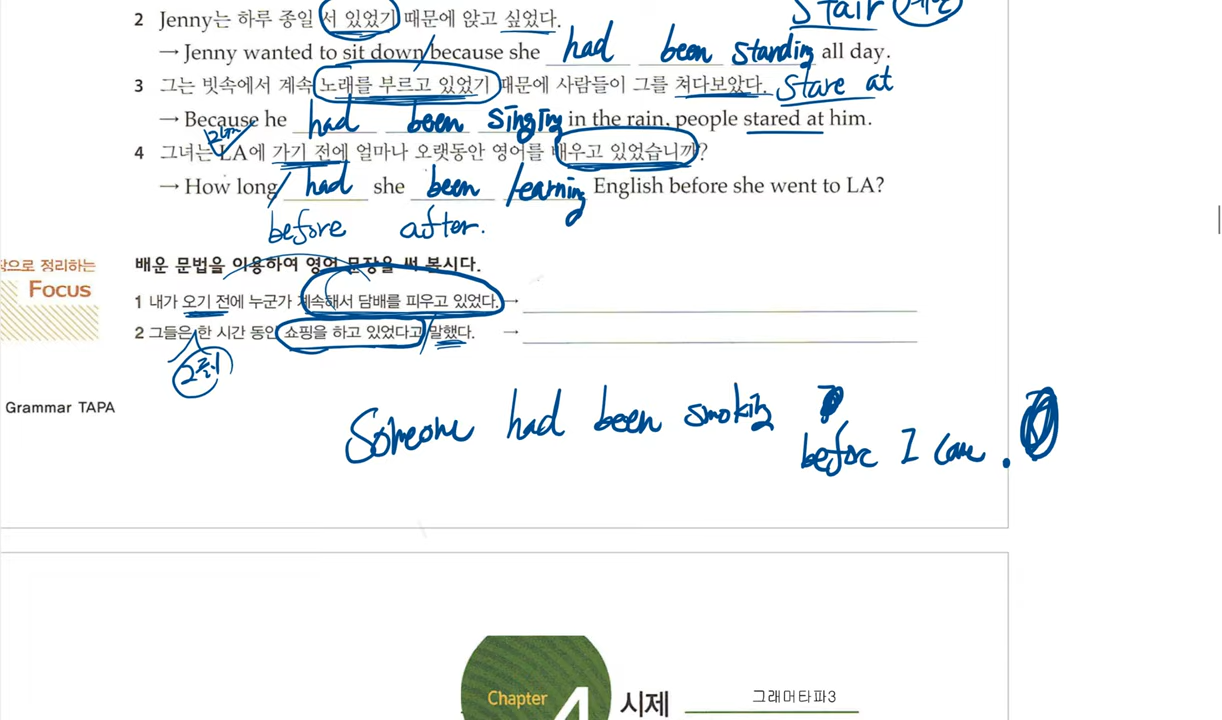 Stair
2 Jenny는 하루 종일 서 있었기 때문에 앉고 싶었다.
→ Jenny wanted to sit down because she had been standing all day.
3 그는 빗속에서 계속 노래를 부르고 있었기 때문에 사람들이 그를 쳐다보았다. stare at
→ Because he had been singing in the rain, people stared at him.
4 그녀는 LA에 가기 전에 얼마나 오랫동안 영어를 배우고 있었습니까?
→ How long had she been learning English before she went to LA?
before after.
장으로 정리하는
Focus
배운 문법을 이용하여 영어 문장을 써 봅시다.
1 내가 오기 전에 누군가 계속해서 담배를 피우고 있었다. →
2 그들은 한 시간 동안 쇼핑을 하고 있었다고 말했다. →
Grammar TAPA
Someone had been smoking
before I came.
Chapter 4 시제 그래머타파3